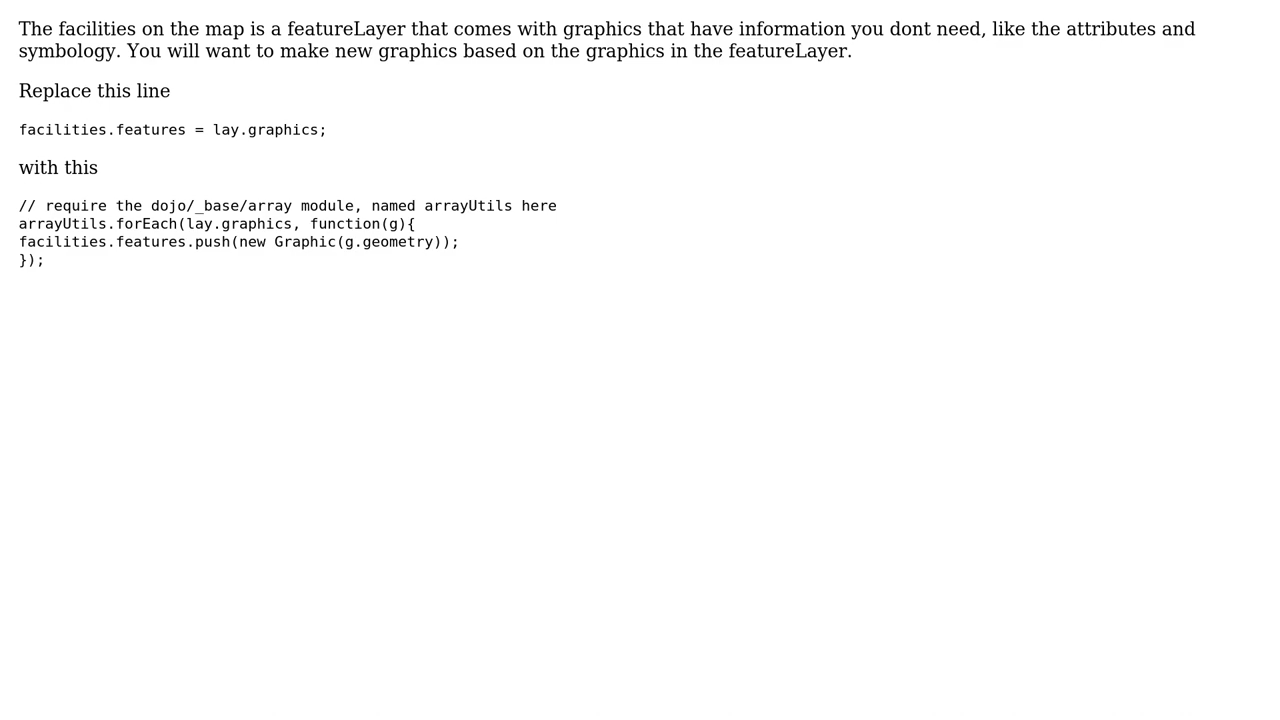 The facilities on the map is a featureLayer that comes with graphics that have information you dont need, like the attributes and
symbology. You will want to make new graphics based on the graphics in the featureLayer.
Replace this line
facilities.features = lay.graphics;
with this
// require the dojo/_base/array module, named arrayUtils here
arrayUtils.forEach(lay.graphics, function(g){
facilities.features.push(new Graphic(g.geometry));
});